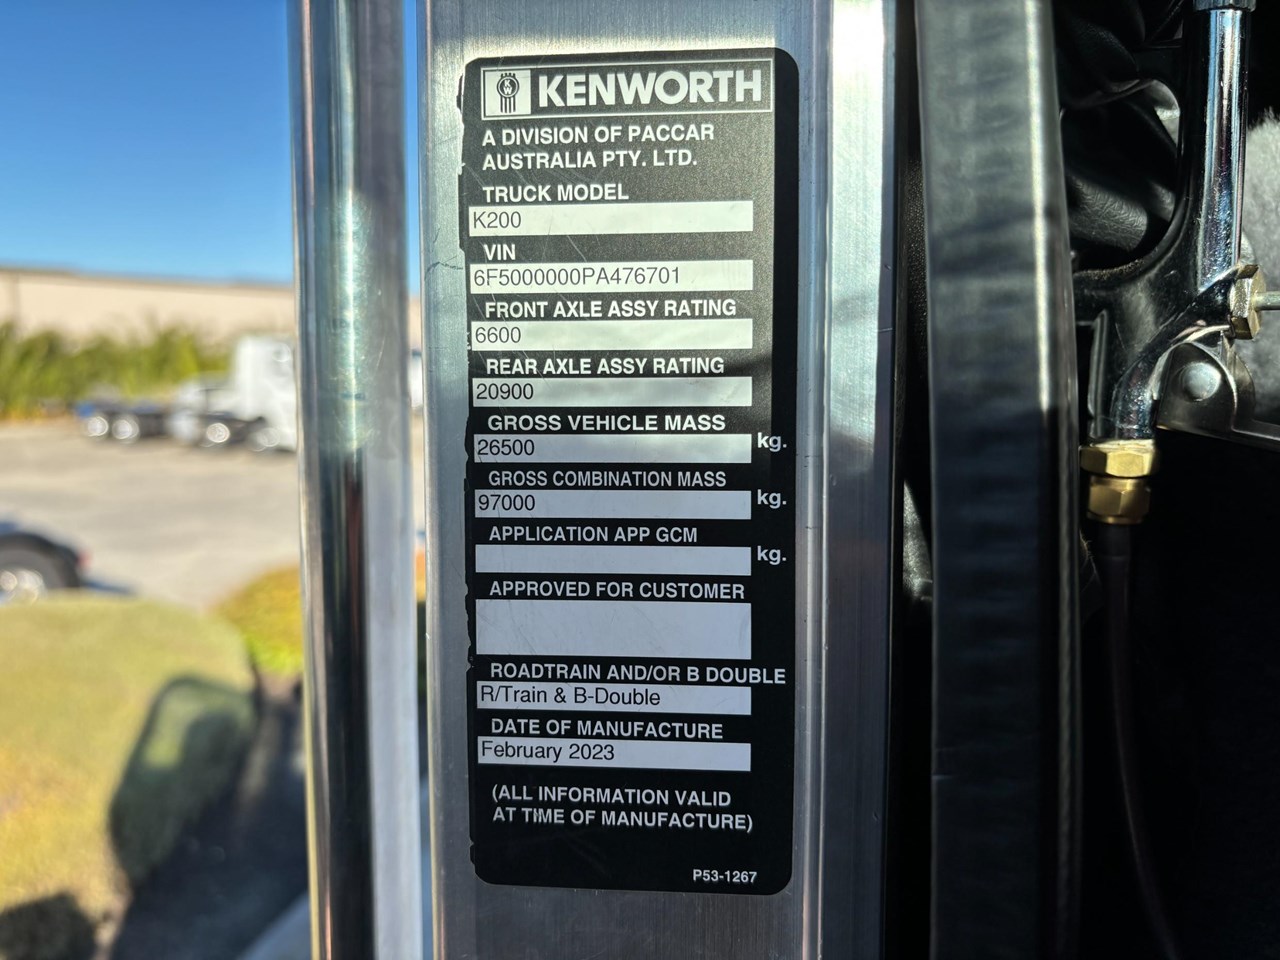 KW
KENWORTH
A DIVISION OF PACCAR
AUSTRALIA PTY. LTD.
TRUCK MODEL
K200
VIN
6F5000000PA476701
FRONT AXLE ASSY RATING
6600
REAR AXLE ASSY RATING
20900
GROSS VEHICLE MASS
26500 kg.
GROSS COMBINATION MASS
97000 kg.
APPLICATION APP GCM
kg.
APPROVED FOR CUSTOMER
ROADTRAIN AND/OR B DOUBLE
R/Train & B-Double
DATE OF MANUFACTURE
February 2023
(ALL INFORMATION VALID
AT TIME OF MANUFACTURE)
P53-1267